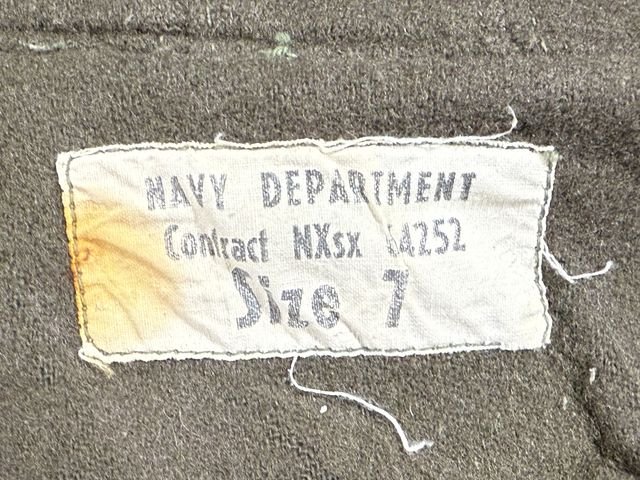 NAVY DEPARTMENT
Contract NXsx
Size 7